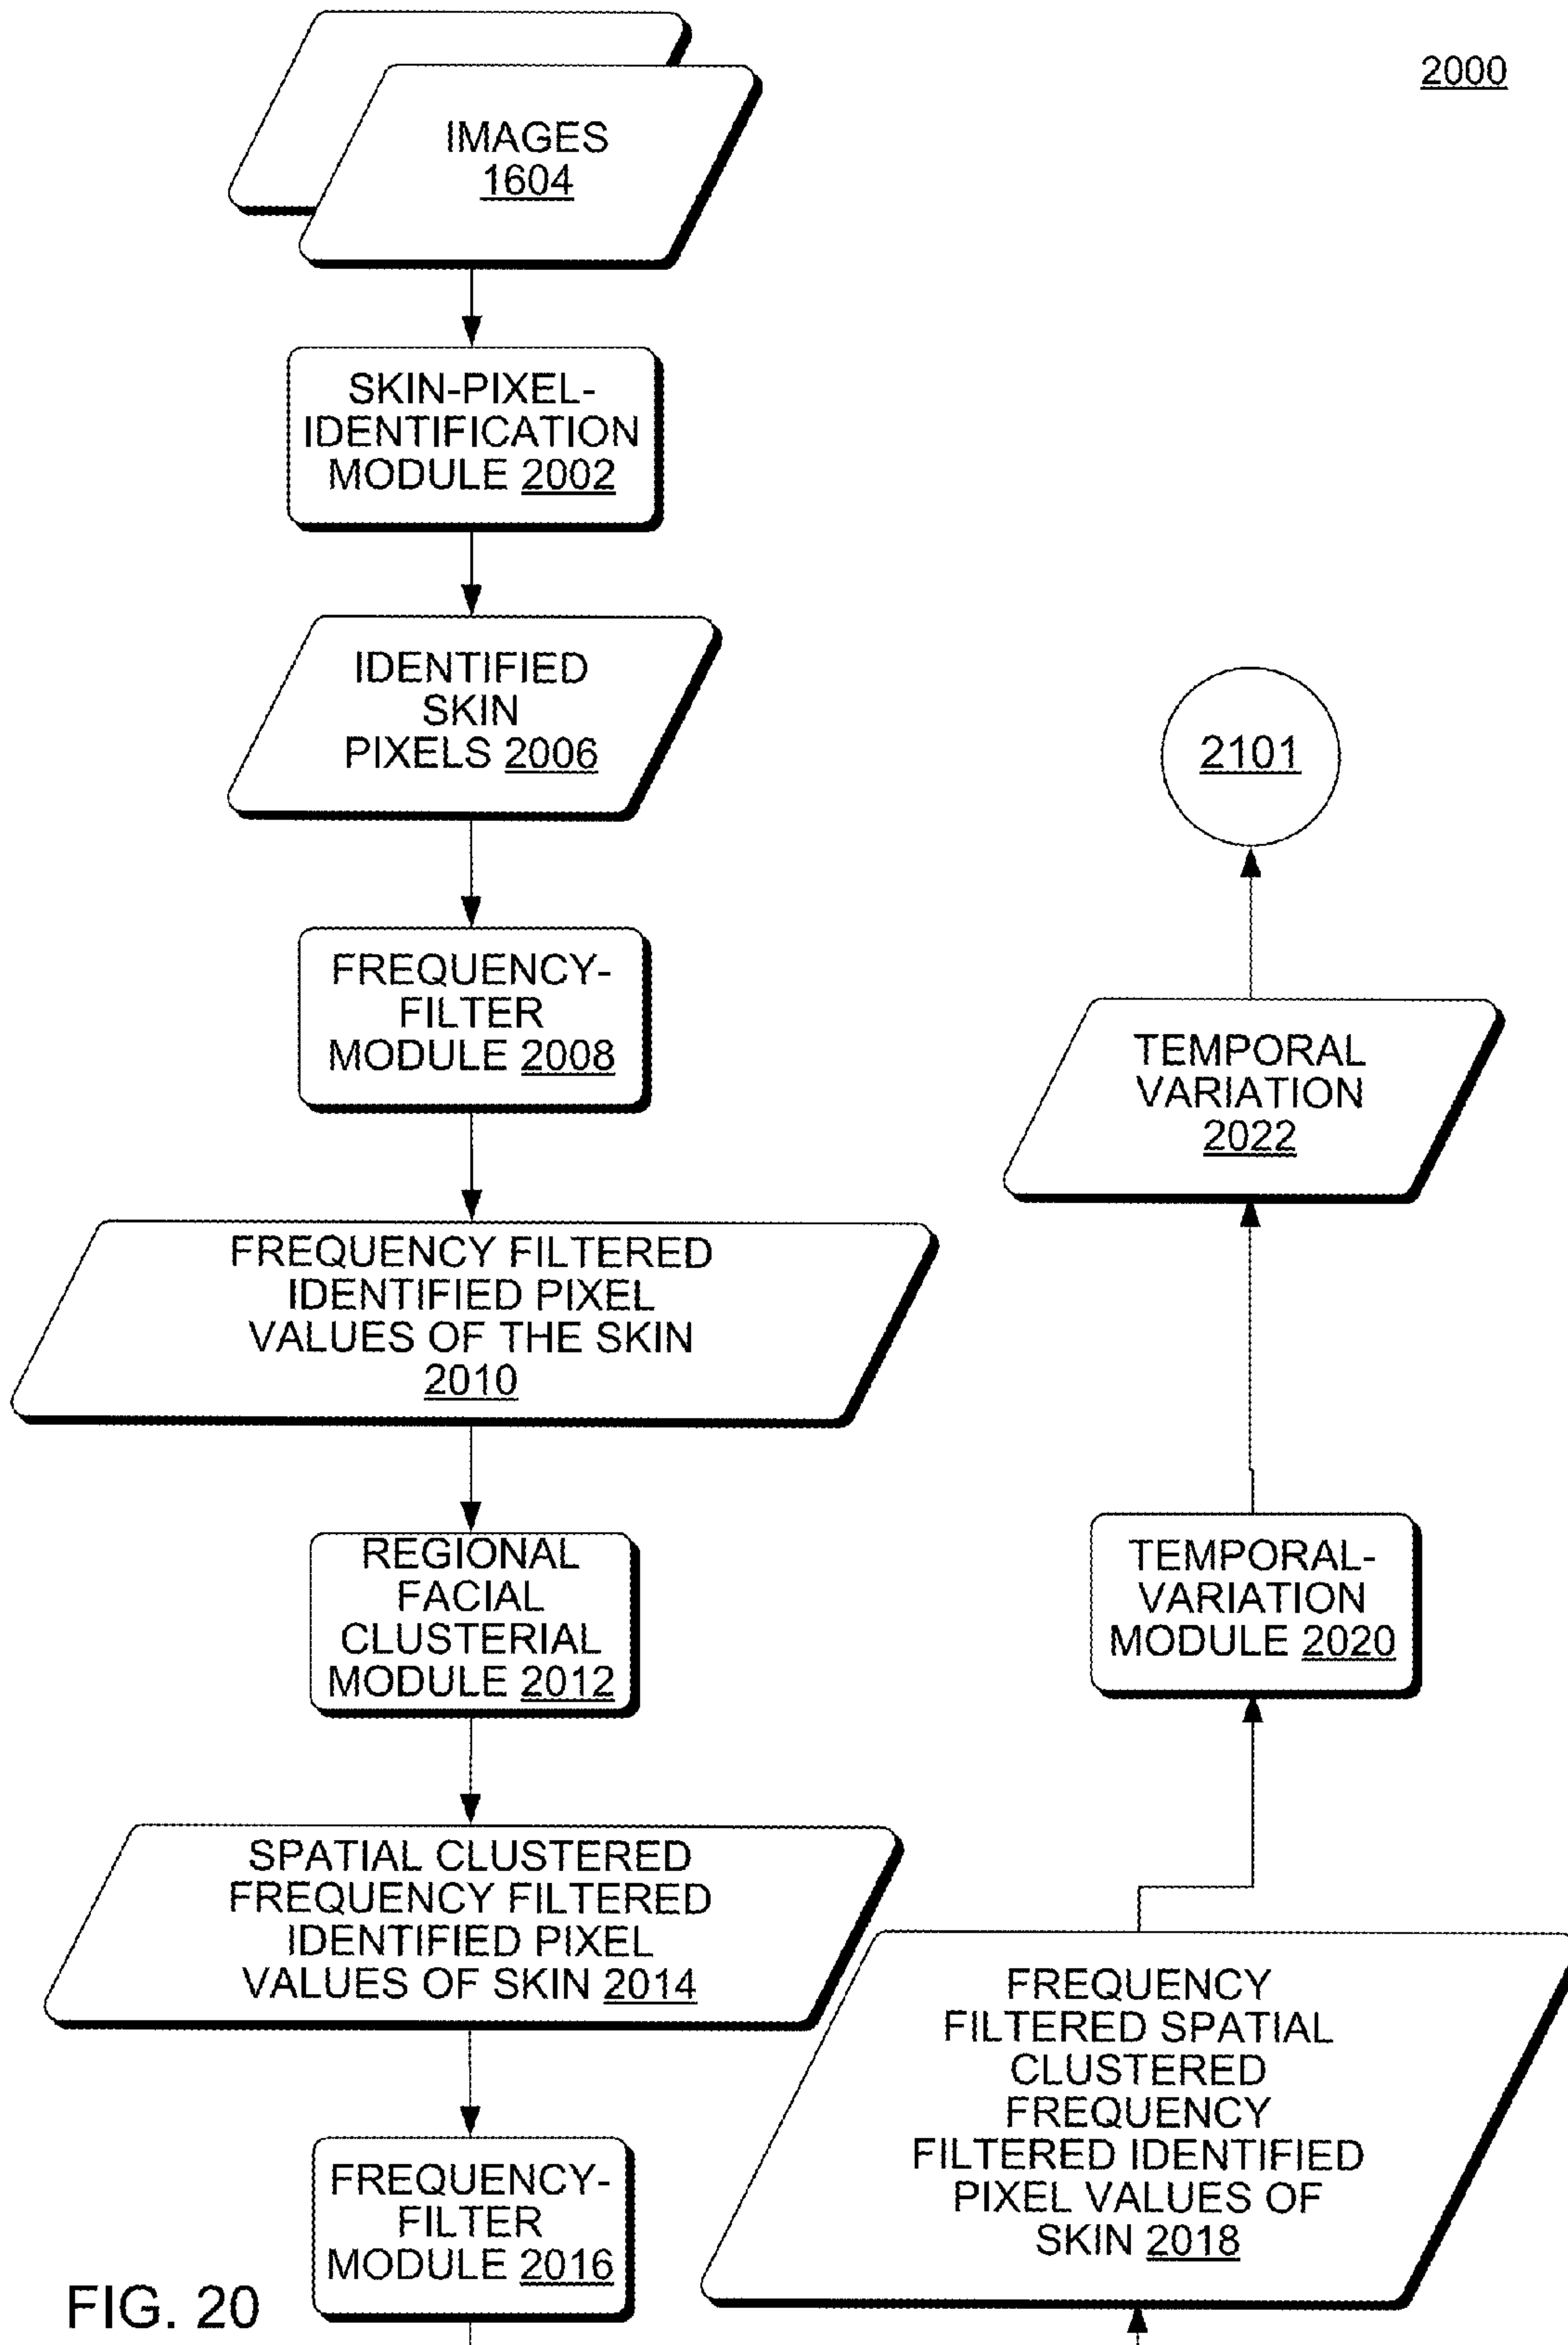 2000
IMAGES
1604
SKIN-PIXEL-
IDENTIFICATION
MODULE 2002
IDENTIFIED
SKIN
PIXELS 2006
FREQUENCY-
FILTER
MODULE 2008
FREQUENCY FILTERED
IDENTIFIED PIXEL
VALUES OF THE SKIN
2010
REGIONAL
FACIAL
CLUSTERIAL
MODULE 2012
SPATIAL CLUSTERED
FREQUENCY FILTERED
IDENTIFIED PIXEL
VALUES OF SKIN 2014
FREQUENCY-
FILTER
MODULE 2016
FREQUENCY
FILTERED SPATIAL
CLUSTERED
FREQUENCY
FILTERED IDENTIFIED
PIXEL VALUES OF
SKIN 2018
TEMPORAL-
VARIATION
MODULE 2020
TEMPORAL
VARIATION
2022
2101
FIG. 20